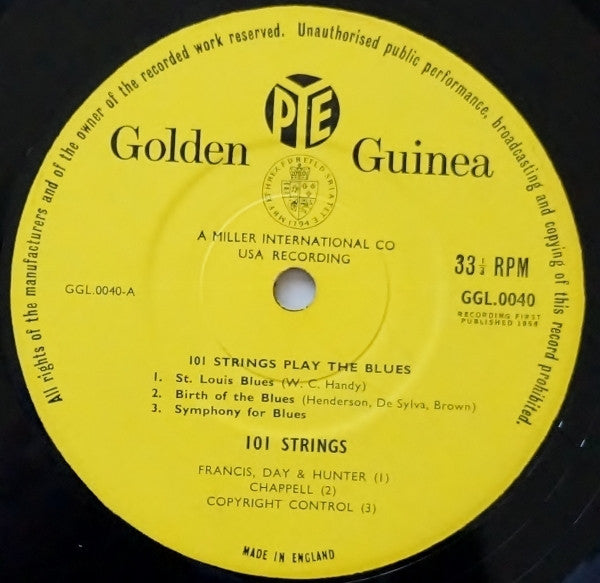 All rights of the manufacturers and of the owner of the recorded work reserved. Unauthorised public performance, broadcasting and copying of this record prohibited.
PYE
Golden Guinea
A MILLER INTERNATIONAL CO
USA RECORDING
33⅓ RPM
GGL.0040-A
GGL.0040
RECORDING FIRST
PUBLISHED 1958
101 STRINGS PLAY THE BLUES
1. St. Louis Blues (W. C. Handy)
2. Birth of the Blues (Henderson, De Sylva, Brown)
3. Symphony for Blues
101 STRINGS
FRANCIS, DAY & HUNTER (1)
CHAPPELL (2)
COPYRIGHT CONTROL (3)
MADE IN ENGLAND